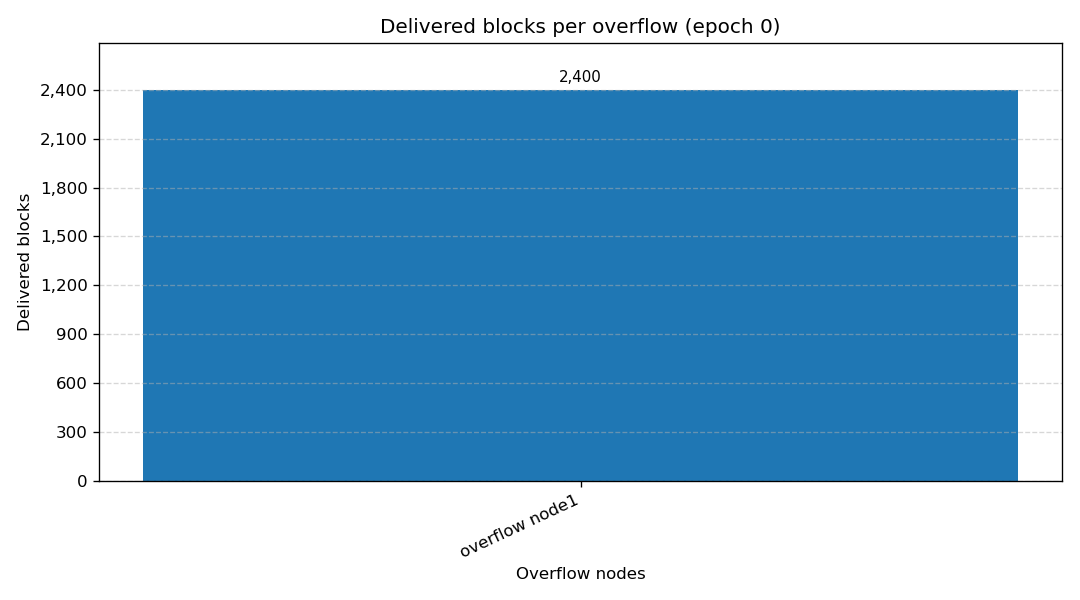 Delivered blocks per overflow (epoch 0)
2,400
2,400
2,100
1,800
1,500
1,200
900
600
300
0
Delivered blocks
overflow node1
Overflow nodes